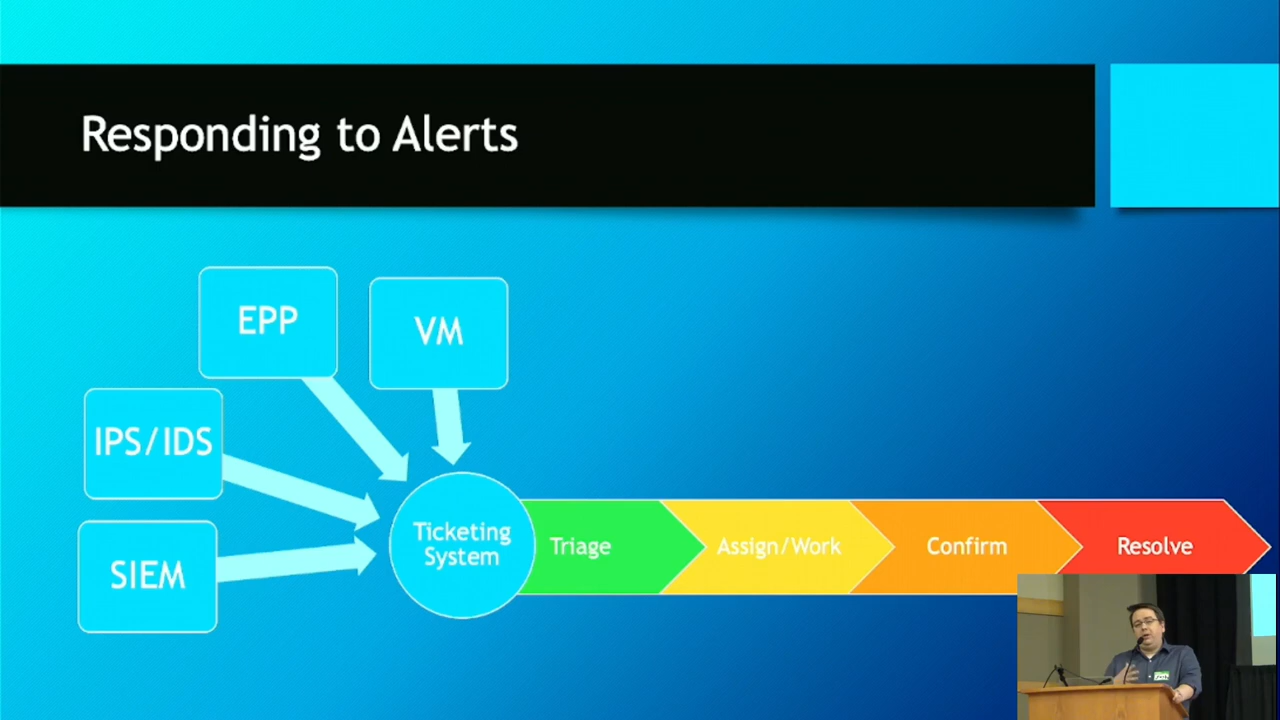 Responding to Alerts
EPP
VM
IPS/IDS
SIEM
Ticketing
System
Triage
Assign/Work
Confirm
Resolve